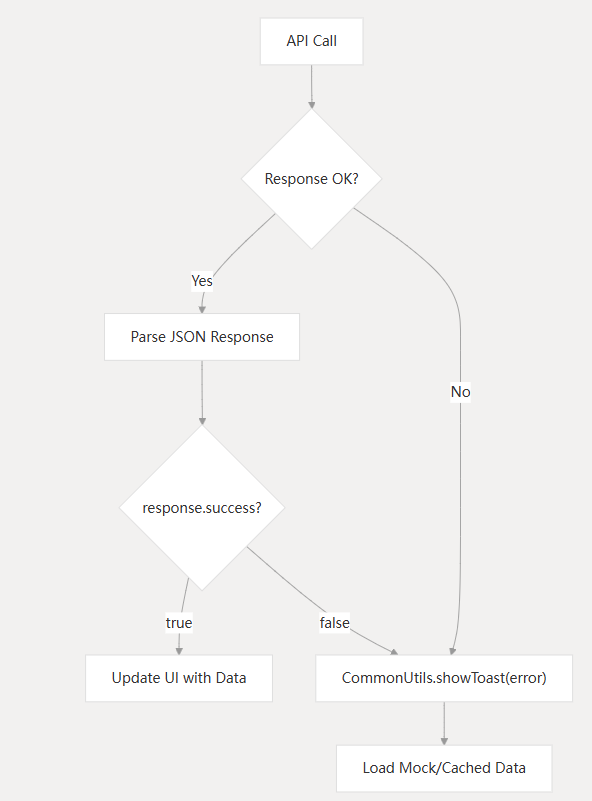 API Call
Response OK?
Yes
Parse JSON Response
No
response.success?
true
false
Update UI with Data
CommonUtils.showToast(error)
Load Mock/Cached Data